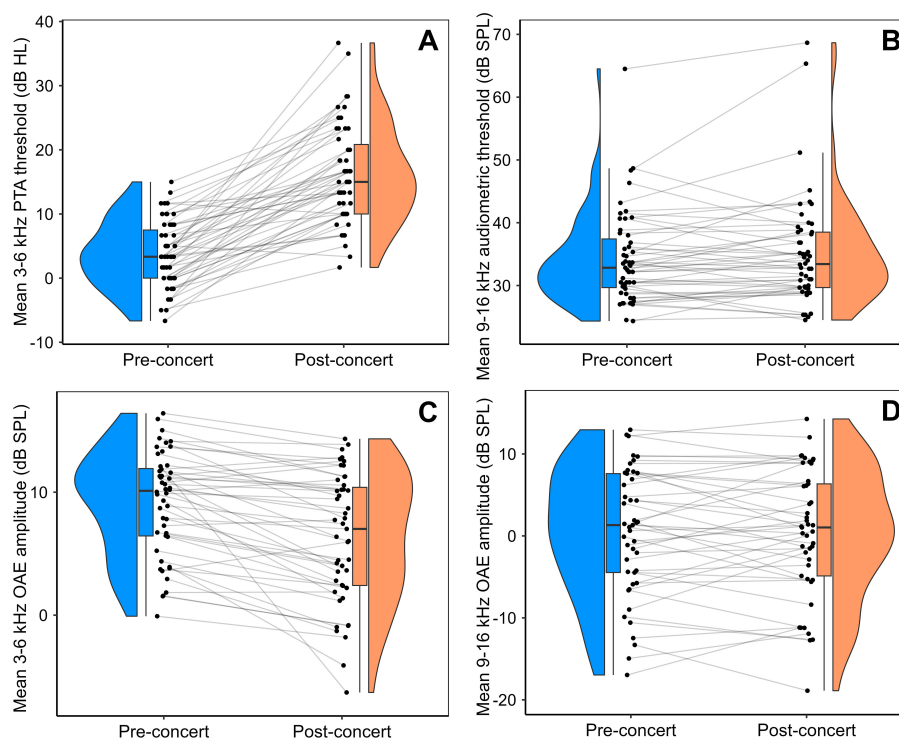 A
Mean 3-6 kHz PTA threshold (dB HL)
40
30
20
10
0
-10
Pre-concert
Post-concert
B
Mean 9-16 kHz audiometric threshold (dB SPL)
70
60
50
40
30
Pre-concert
Post-concert
C
Mean 3-6 kHz OAE amplitude (dB SPL)
10
0
Pre-concert
Post-concert
D
Mean 9-16 kHz OAE amplitude (dB SPL)
10
0
-10
-20
Pre-concert
Post-concert